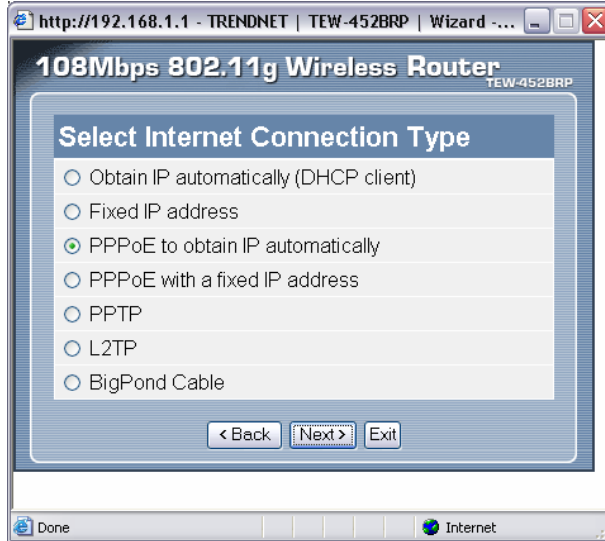 http://192.168.1.1 - TRENDNET | TEW-452BRP | Wizard -...
108Mbps 802.11g Wireless Router
TEW-452BRP
Select Internet Connection Type
Obtain IP automatically (DHCP client)
Fixed IP address
PPPoE to obtain IP automatically
PPPoE with a fixed IP address
PPTP
L2TP
BigPond Cable
< Back Next > Exit
Done Internet